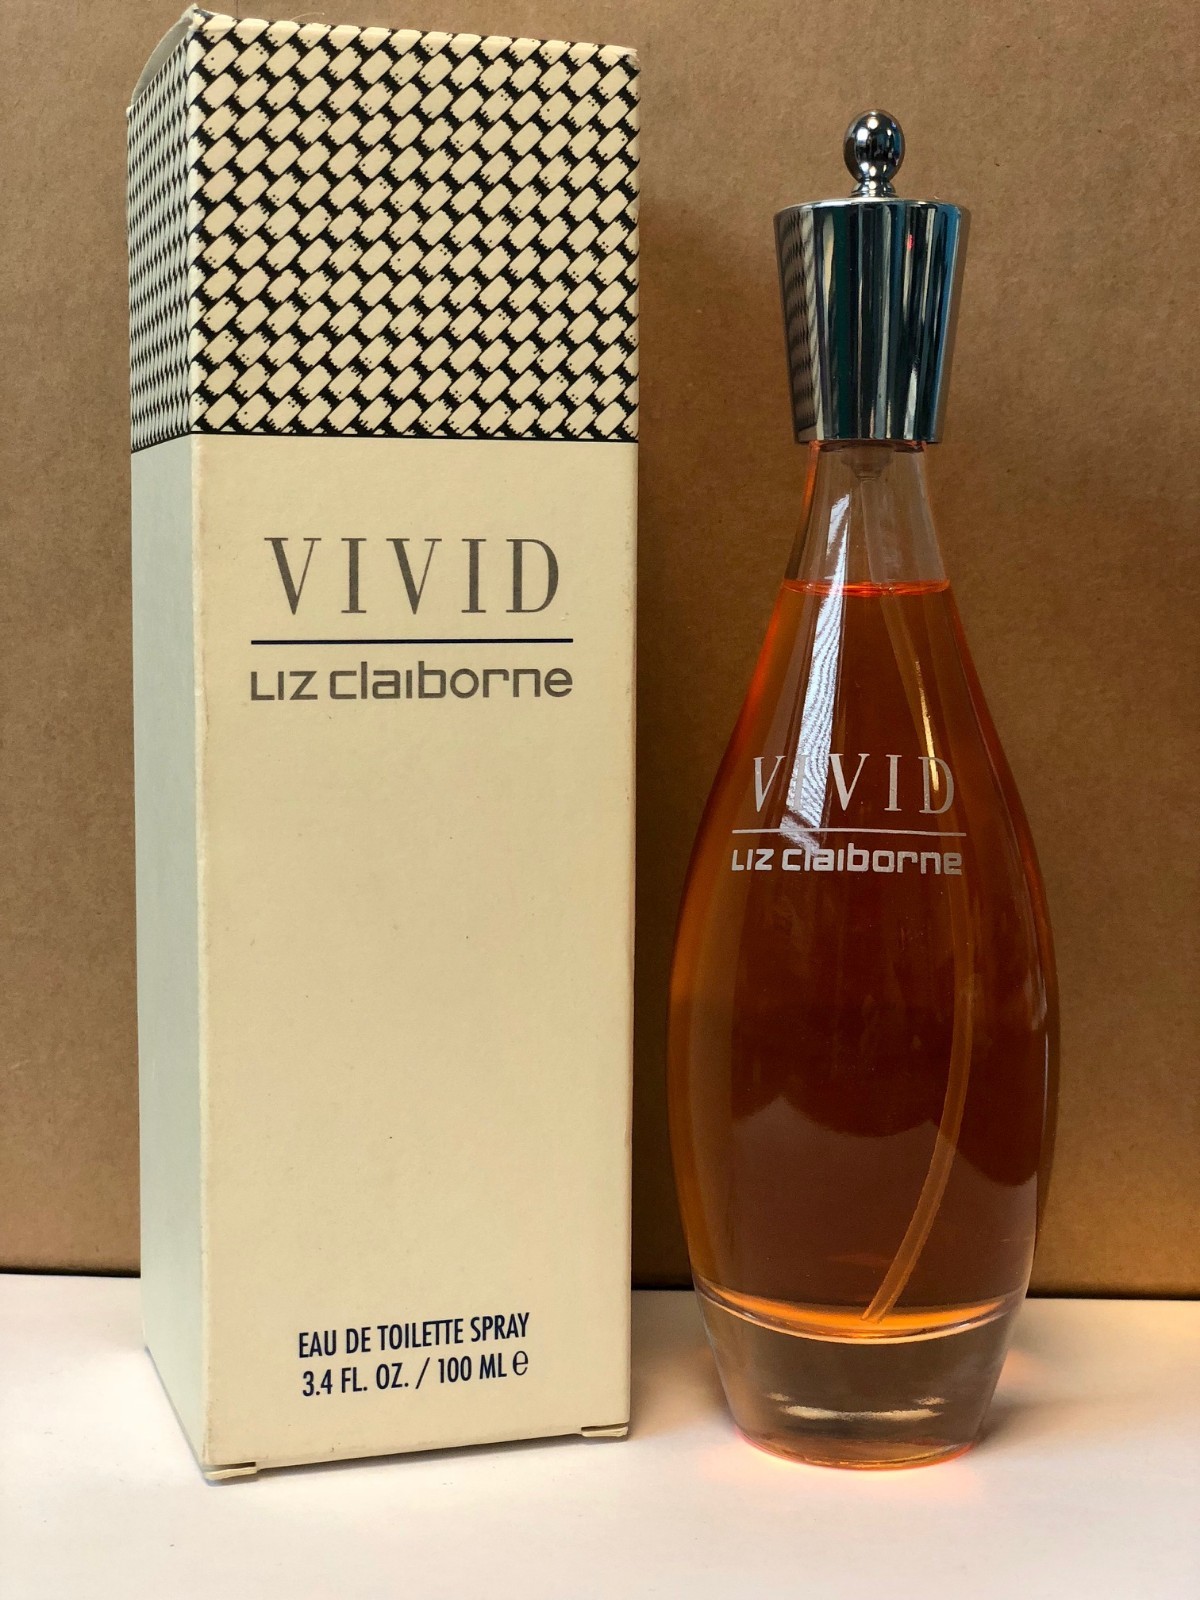 VIVID
LIZ claiborne
EAU DE TOILETTE SPRAY
3.4 FL. OZ. / 100 ML ℮
VIVID
LIZ claiborne